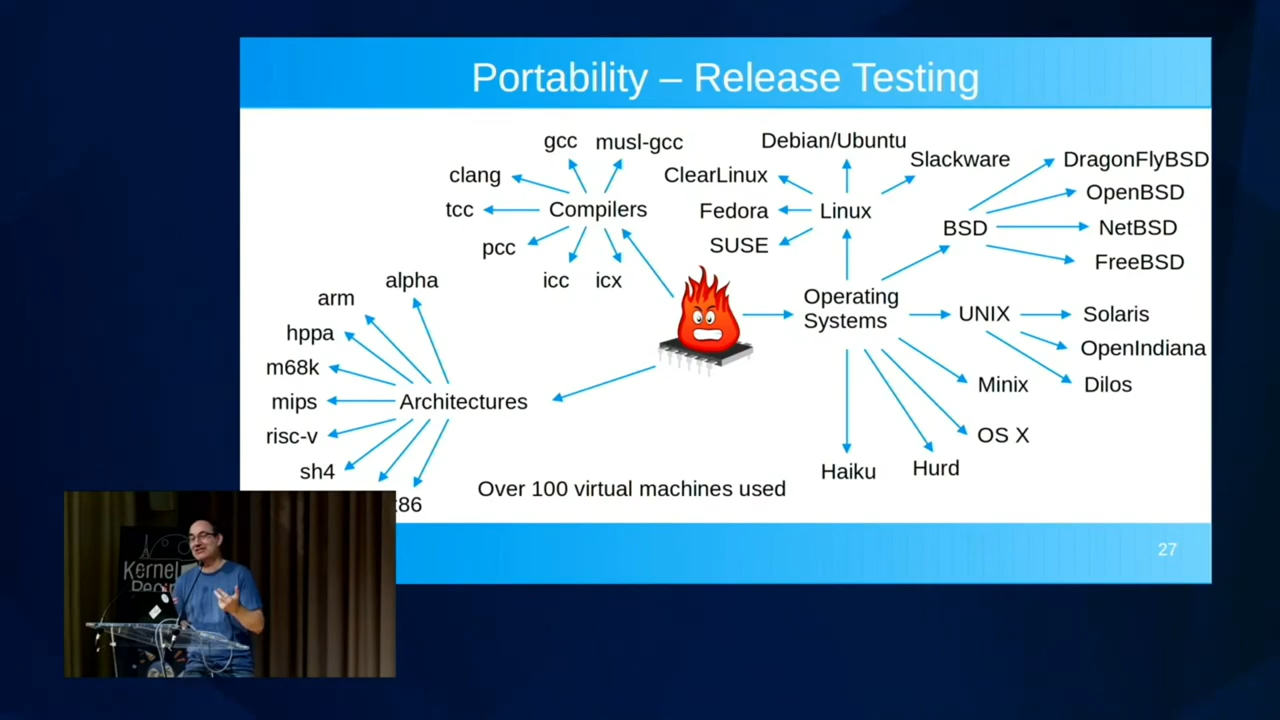 Portability – Release Testing
gcc
musl-gcc
clang
tcc
pcc
icc
icx
Compilers
Debian/Ubuntu
ClearLinux
Slackware
Fedora
Linux
SUSE
DragonFlyBSD
OpenBSD
BSD
NetBSD
FreeBSD
Operating
Systems
UNIX
Solaris
OpenIndiana
Dilos
Minix
OS X
Hurd
Haiku
alpha
arm
hppa
m68k
mips
Architectures
risc-v
sh4
86
Over 100 virtual machines used
27
Kernel